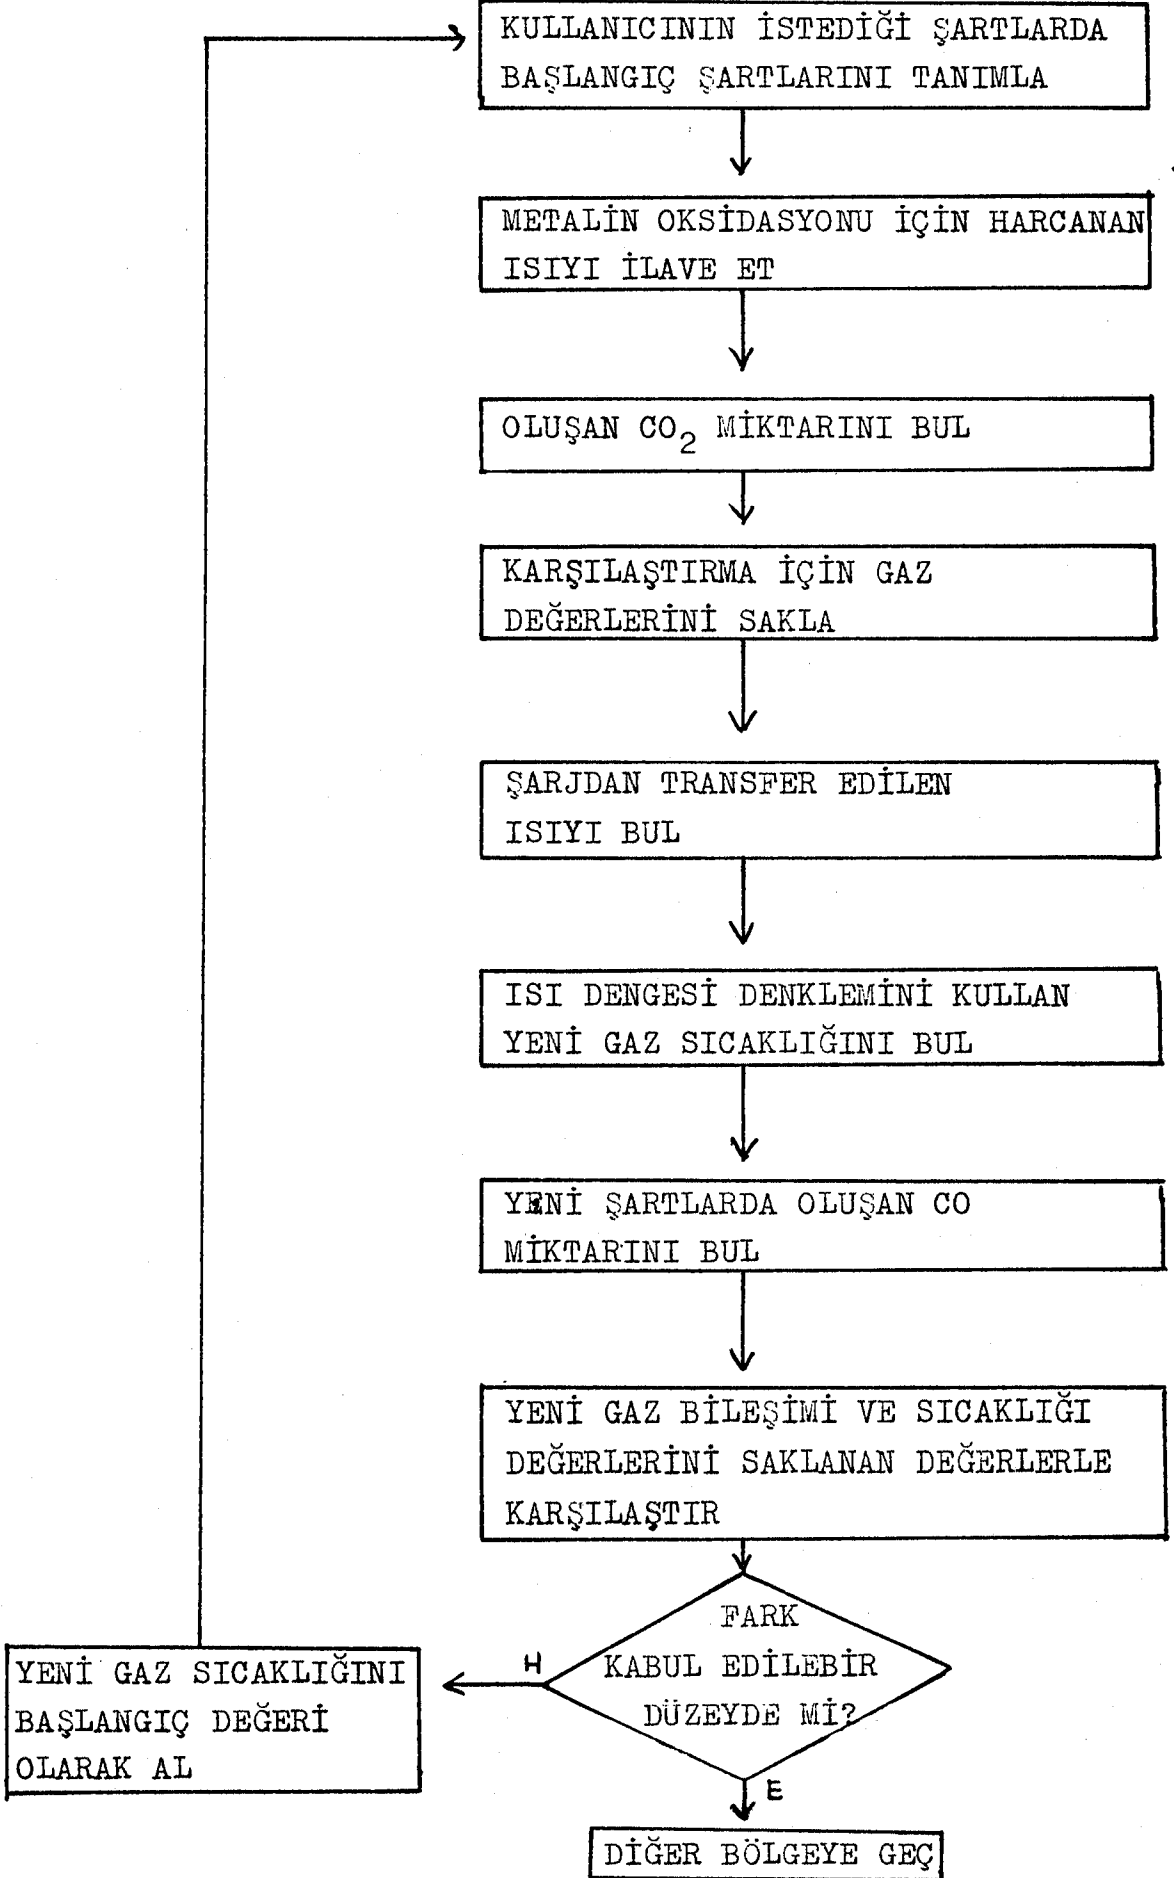 KULLANICININ İSTEDİĞİ ŞARTLARDA
BAŞLANGIÇ ŞARTLARINI TANIMLA
METALİN OKSİDASYONU İÇİN HARCANAN
ISIYI İLAVE ET
OLUŞAN CO₂ MİKTARINI BUL
KARŞILAŞTIRMA İÇİN GAZ
DEĞERLERİNİ SAKLA
ŞARJDAN TRANSFER EDİLEN
ISIYI BUL
ISI DENGESİ DENKLEMİNİ KULLAN
YENİ GAZ SICAKLIĞINI BUL
YENİ ŞARTLARDA OLUŞAN CO
MİKTARINI BUL
YENİ GAZ BİLEŞİMİ VE SICAKLIĞI
DEĞERLERİNİ SAKLANAN DEĞERLERLE
KARŞILAŞTIR
FARK
KABUL EDİLEBİR
DÜZEYDE Mİ?
H
YENİ GAZ SICAKLIĞINI
BAŞLANGIÇ DEĞERİ
OLARAK AL
E
DİĞER BÖLGEYE GEÇ